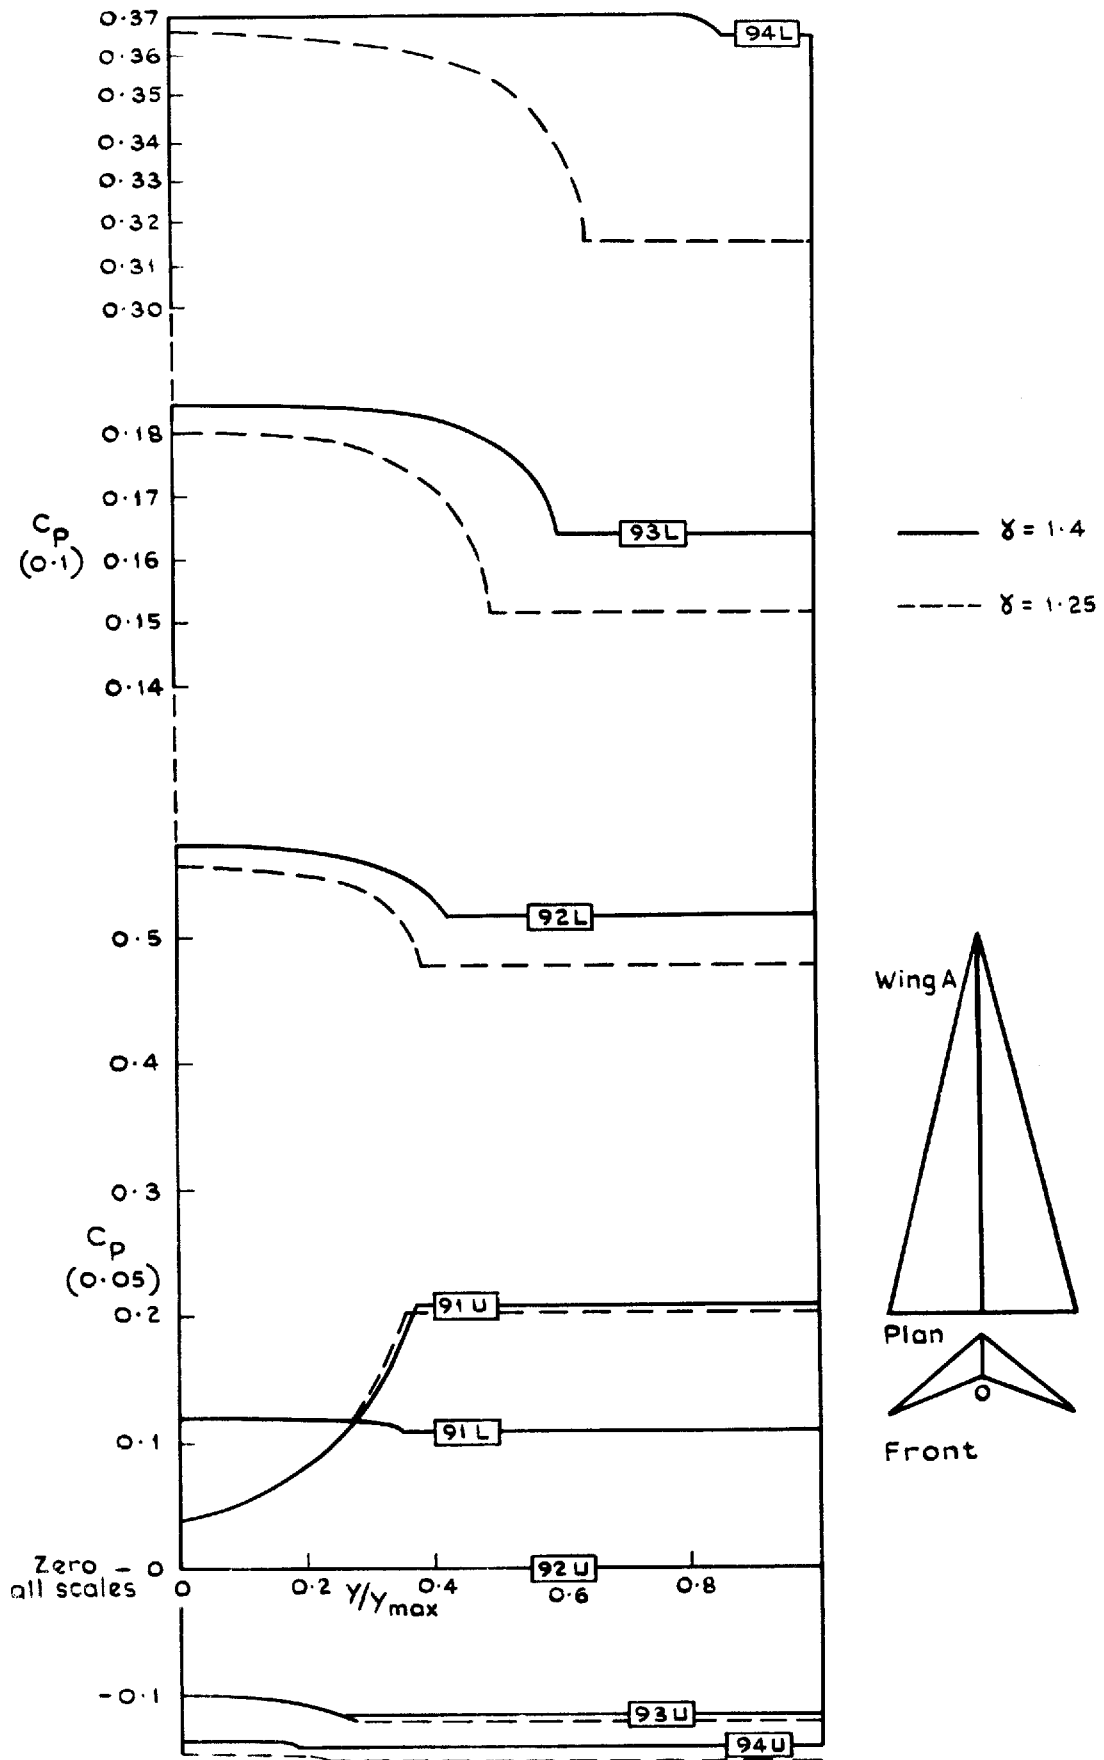 0.37
94L
0.36
0.35
0.34
0.33
0.32
0.31
0.30
0.18
0.17
Cp
(0.1)
93L
γ = 1.4
0.16
γ = 1.25
0.15
0.14
92L
0.5
Wing A
0.4
0.3
Cp
(0.05)
91U
0.2
Plan
0
91L
0.1
Front
Zero
all scales
0
92U
0
0.2
Y/Ymax
0.4
0.6
0.8
-0.1
93U
94U